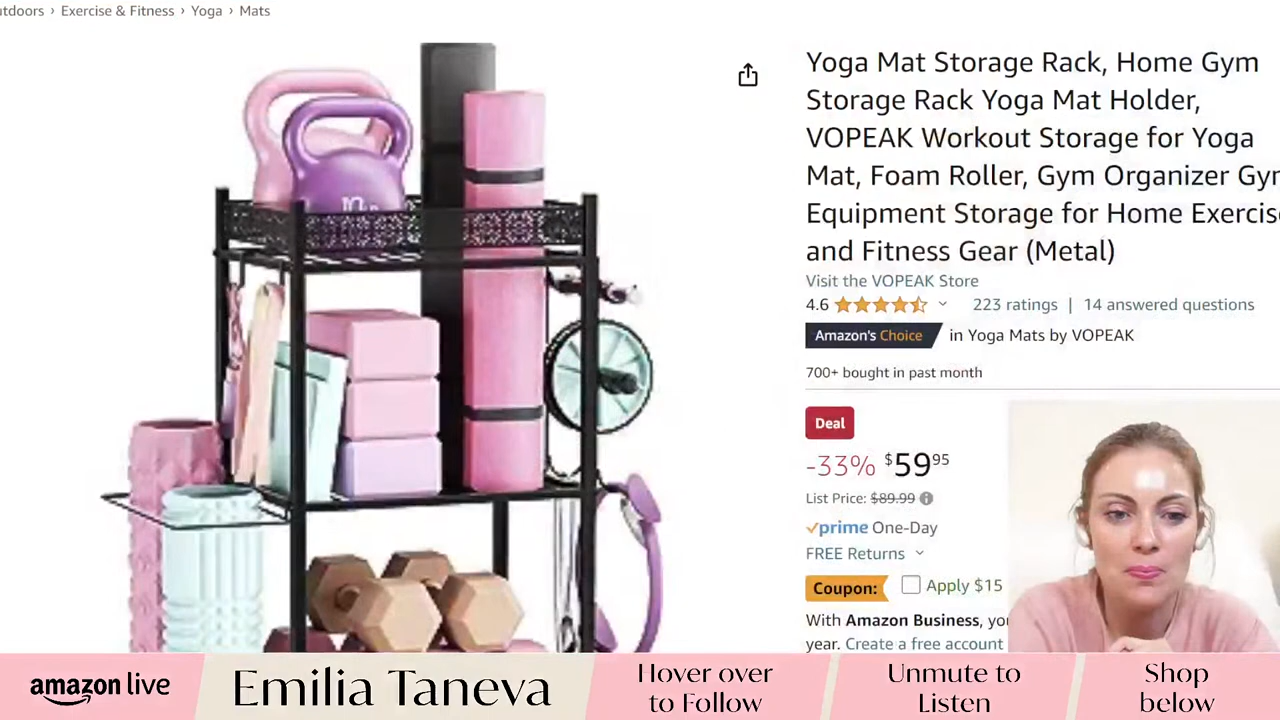 utdoors › Exercise & Fitness › Yoga › Mats
Yoga Mat Storage Rack, Home Gym
Storage Rack Yoga Mat Holder,
VOPEAK Workout Storage for Yoga
Mat, Foam Roller, Gym Organizer Gy
Equipment Storage for Home Exercis
and Fitness Gear (Metal)
Visit the VOPEAK Store
4.6 223 ratings | 14 answered questions
Amazon's Choice in Yoga Mats by VOPEAK
700+ bought in past month
Deal
-33% $59 95
List Price: $89.99
prime One-Day
FREE Returns
Coupon: Apply $15
With Amazon Business, yo
year. Create a free account
amazon live
Emilia Taneva
Hover over
to Follow
Unmute to
Listen
Shop
below